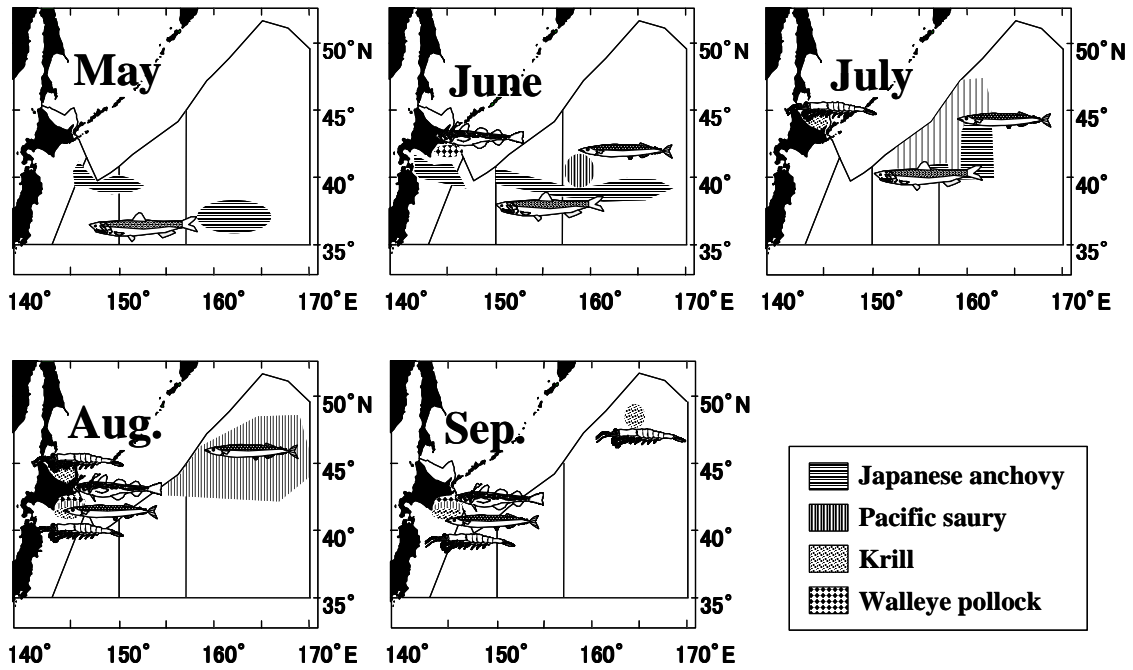 May
50°N
45°
40°
35°
140° 150° 160° 170°E
June
50°N
45°
40°
35°
140° 150° 160° 170°E
July
50°N
45°
40°
35°
140° 150° 160° 170°E
Aug.
50°N
45°
40°
35°
140° 150° 160° 170°E
Sep.
50°N
45°
40°
35°
140° 150° 160° 170°E
Japanese anchovy
Pacific saury
Krill
Walleye pollock